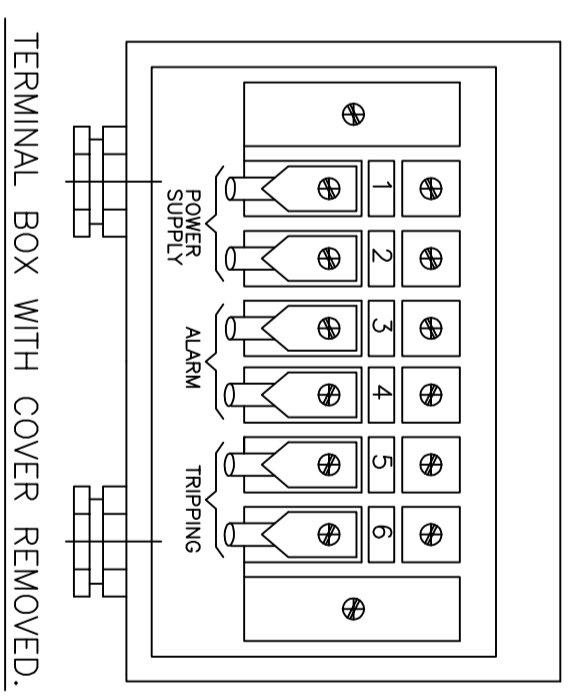 1
2
3
4
5
6
POWER
SUPPLY
ALARM
TRIPPING
TERMINAL BOX WITH COVER REMOVED.